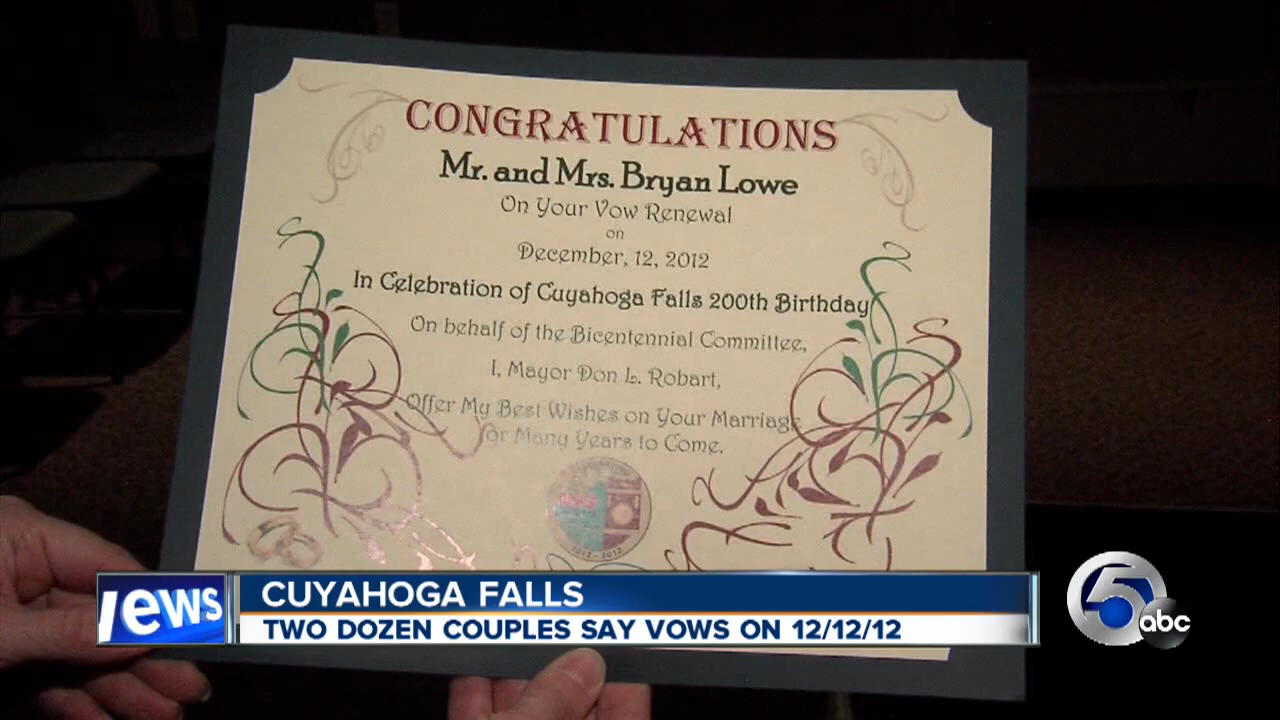 CONGRATULATIONS
Mr. and Mrs. Bryan Lowe
On Your Vow Renewal
on
December, 12, 2012
In Celebration of Cuyahoga Falls 200th Birthday
On behalf of the Bicentennial Committee,
I, Mayor Don L. Robart,
Offer My Best Wishes on Your Marriage
for Many Years to Come.
1812 - 2012
news
CUYAHOGA FALLS
TWO DOZEN COUPLES SAY VOWS ON 12/12/12
5
abc